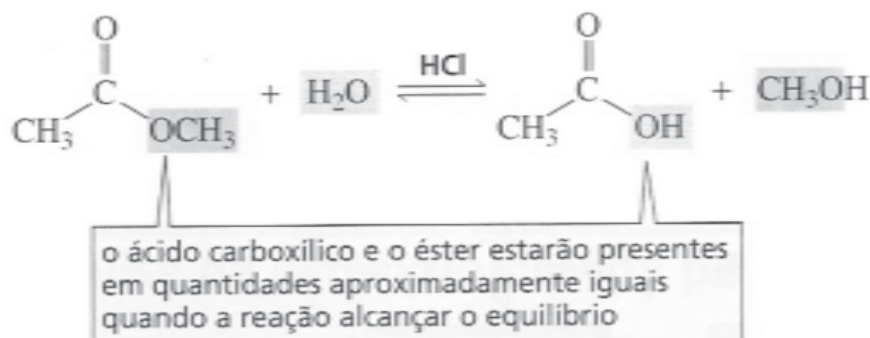 O
||
C
CH₃ OCH₃ + H₂O ⇌ HCl
O
||
C
CH₃ OH + CH₃OH
o ácido carboxílico e o éster estarão presentes
em quantidades aproximadamente iguais
quando a reação alcançar o equilíbrio